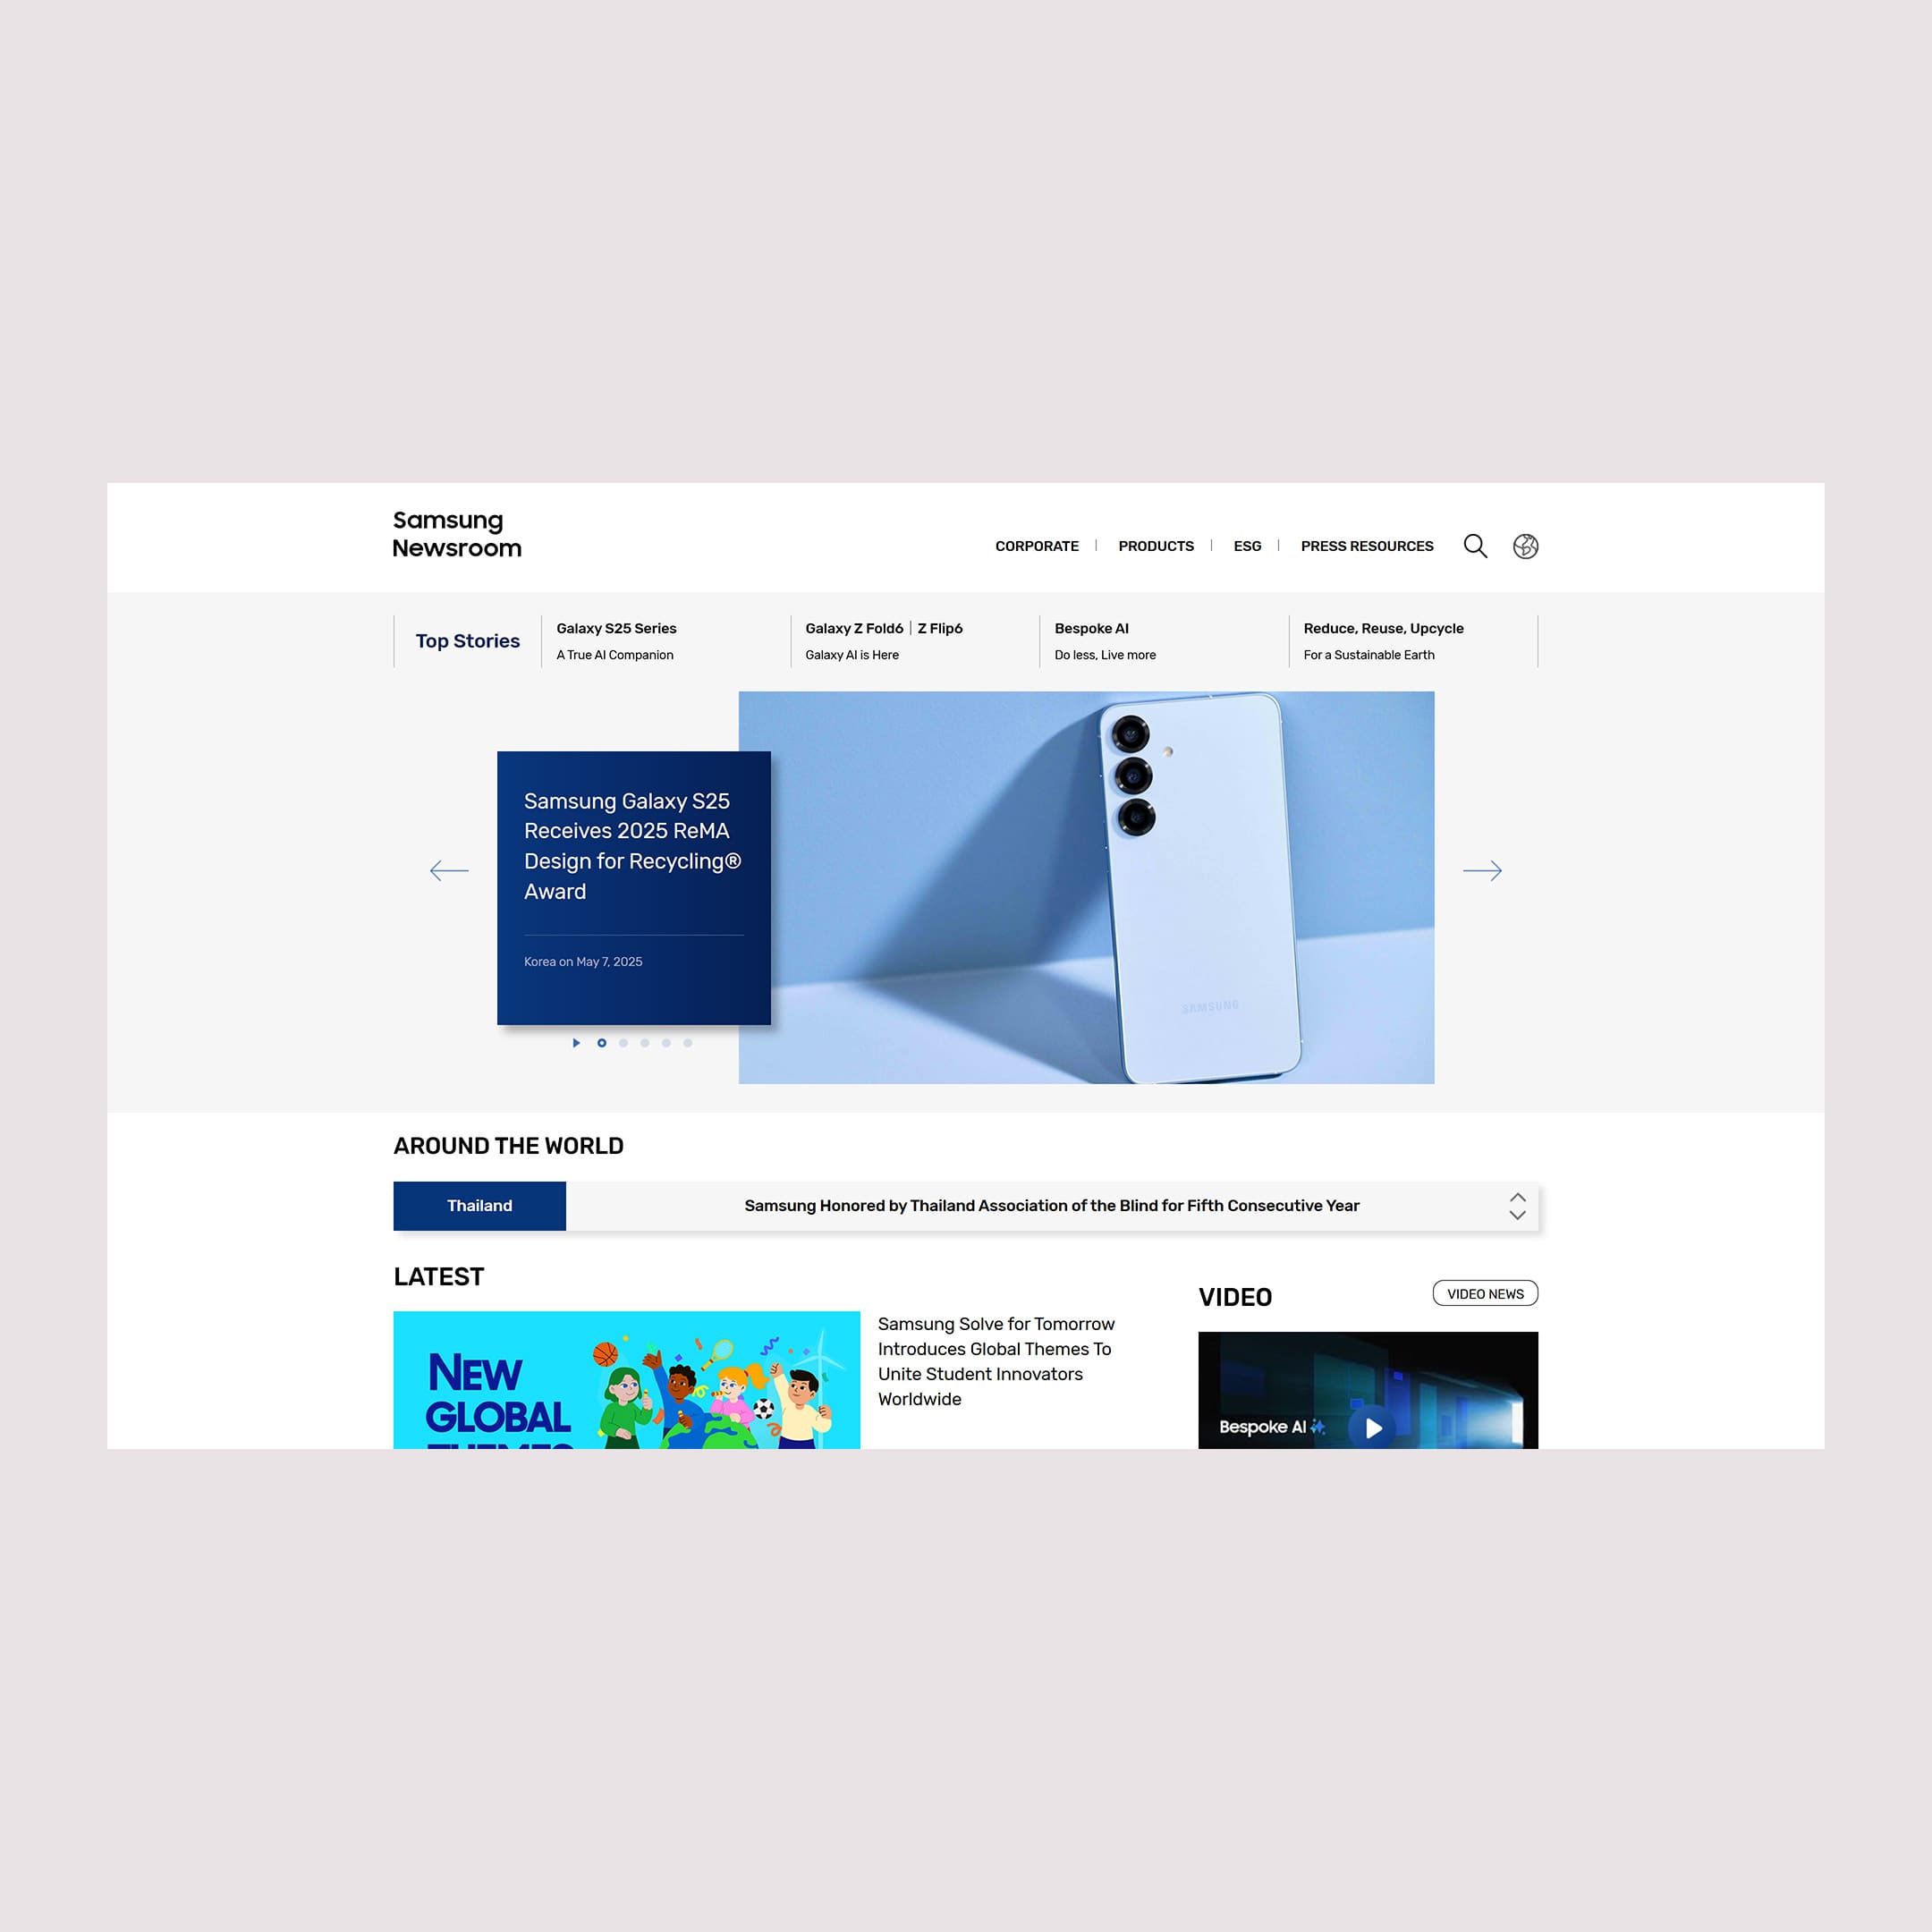 Samsung
Newsroom
CORPORATE
PRODUCTS
ESG
PRESS RESOURCES
Top Stories
Galaxy S25 Series
A True AI Companion
Galaxy Z Fold6 | Z Flip6
Galaxy AI is Here
Bespoke AI
Do less, Live more
Reduce, Reuse, Upcycle
For a Sustainable Earth
Samsung Galaxy S25
Receives 2025 ReMA
Design for Recycling®
Award
Korea on May 7, 2025
SAMSUNG
AROUND THE WORLD
Thailand
Samsung Honored by Thailand Association of the Blind for Fifth Consecutive Year
LATEST
NEW
GLOBAL
THEMES
Samsung Solve for Tomorrow
Introduces Global Themes To
Unite Student Innovators
Worldwide
VIDEO
VIDEO NEWS
Bespoke AI